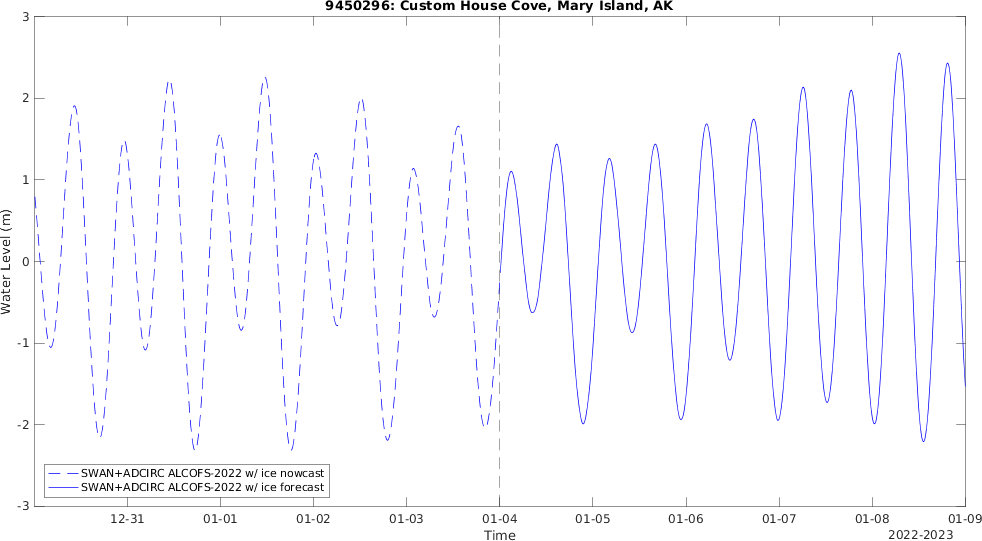 9450296: Custom House Cove, Mary Island, AK
3
2
1
0
-1
-2
-3
Water Level (m)
SWAN+ADCIRC ALCOFS-2022 w/ ice nowcast
SWAN+ADCIRC ALCOFS-2022 w/ ice forecast
12-31 01-01 01-02 01-03 01-04 01-05 01-06 01-07 01-08 01-09
Time
2022-2023